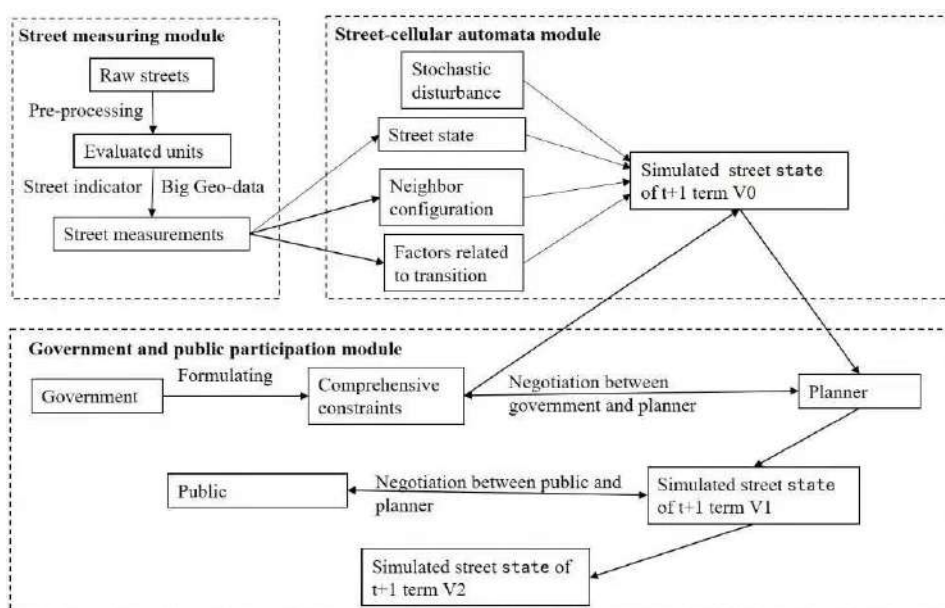 Street measuring module
Raw streets
Pre-processing
Evaluated units
Street indicator
Big Geo-data
Street measurements
Street-cellular automata module
Stochastic
disturbance
Street state
Neighbor
configuration
Factors related
to transition
Simulated street state
of t+1 term V0
Government and public participation module
Government
Formulating
Comprehensive
constraints
Negotiation between
government and planner
Planner
Public
Negotiation between public and
planner
Simulated street state
of t+1 term V1
Simulated street state of
t+1 term V2